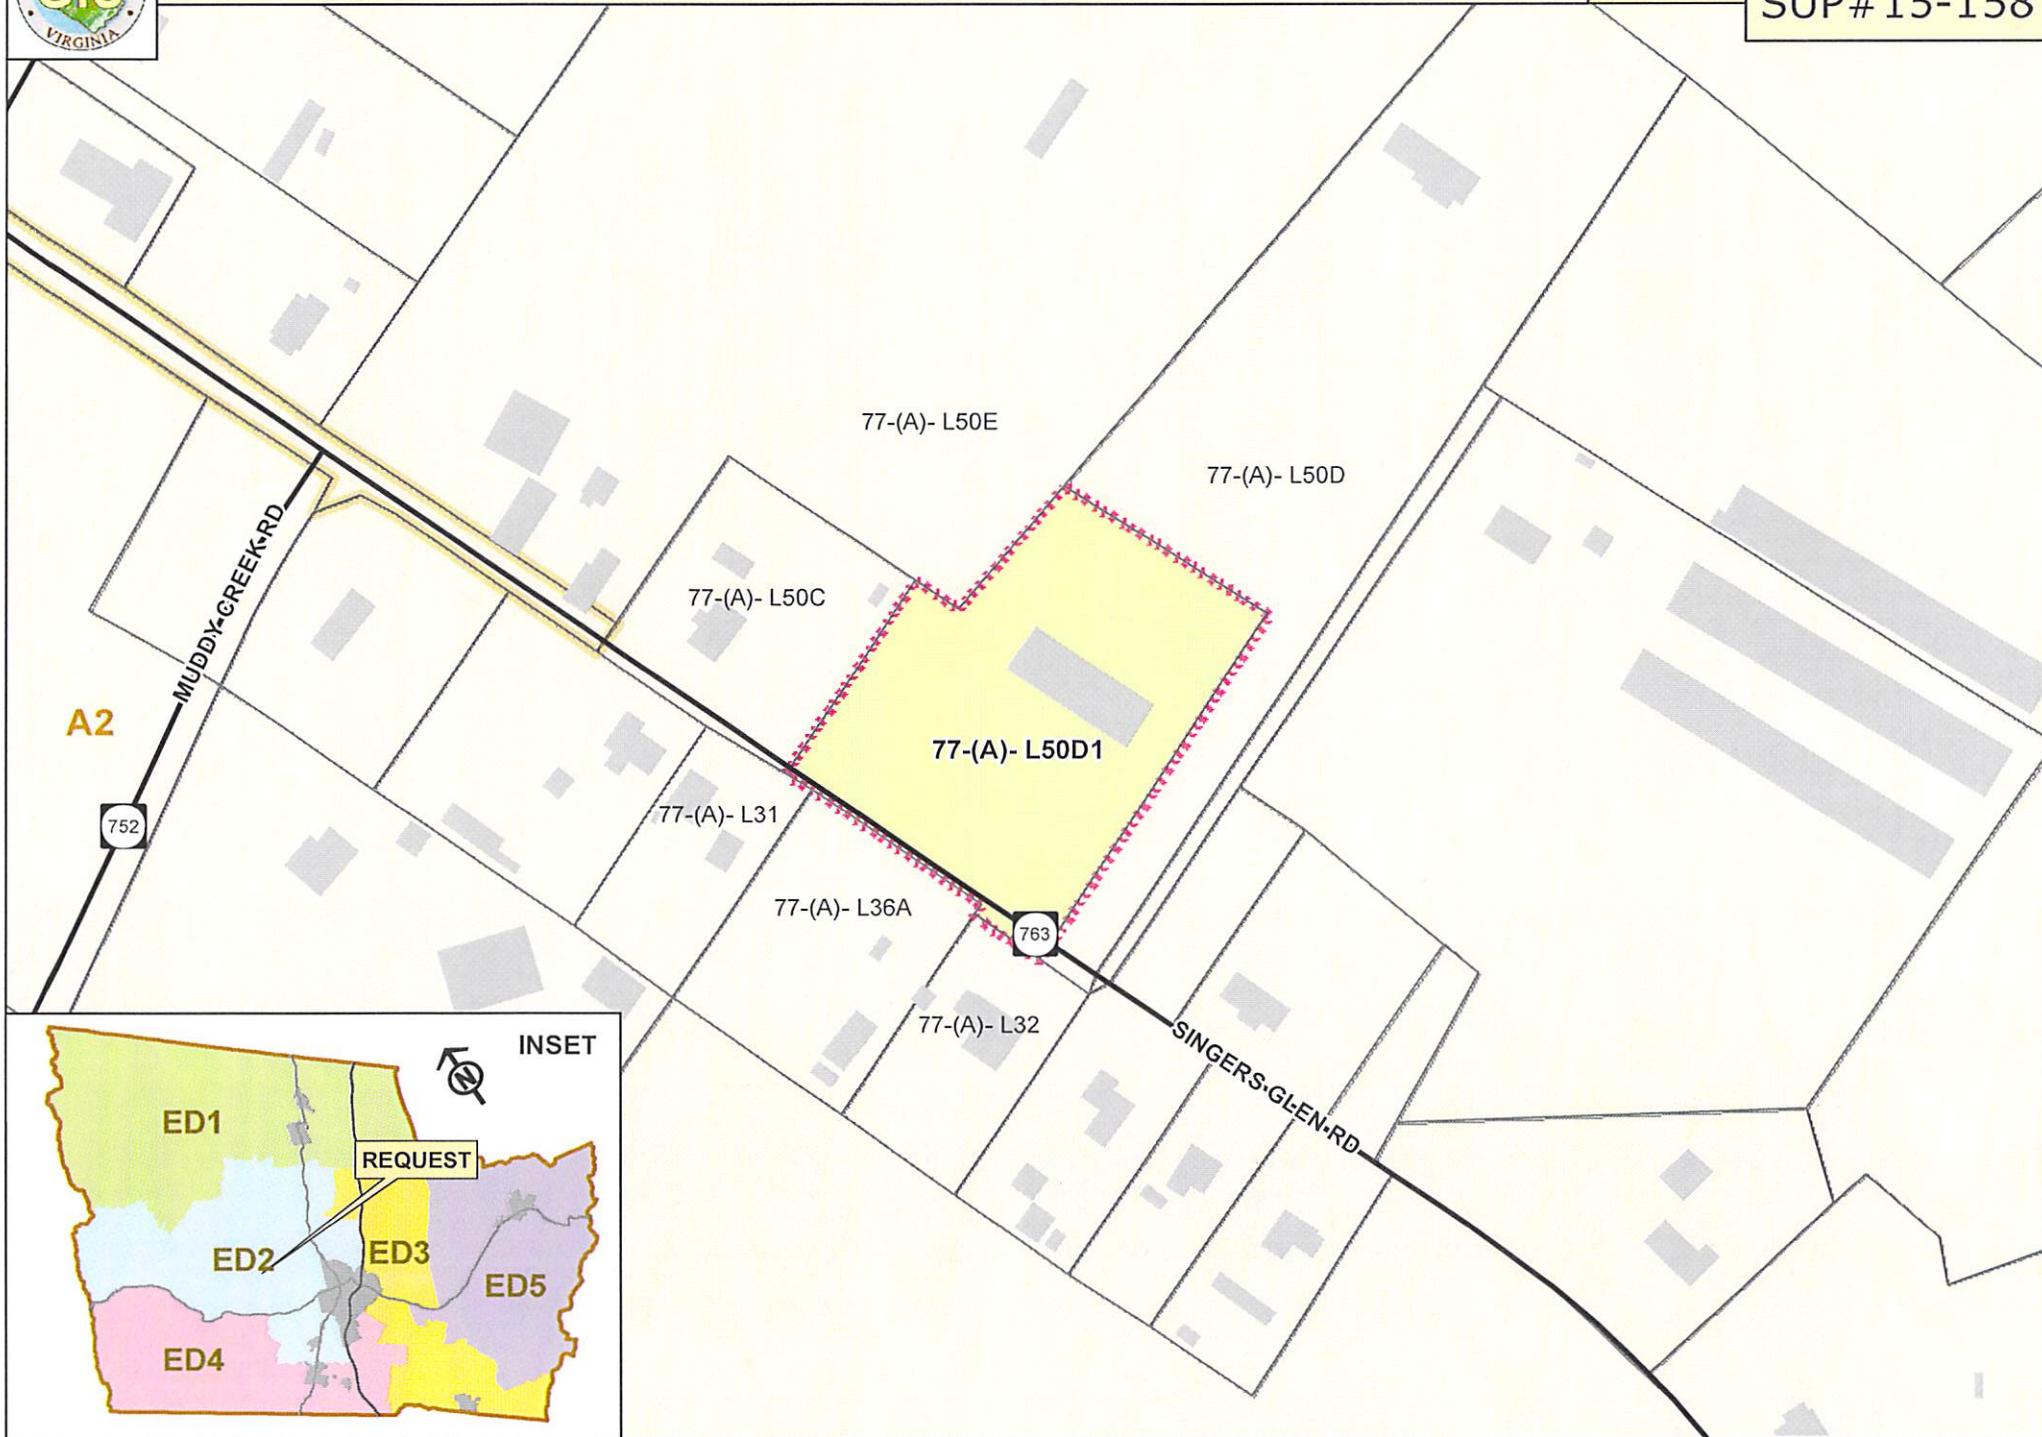 VIRGINIA
SUP# 15-158
77-(A)- L50E
77-(A)- L50D
77-(A)- L50C
MUDDY CREEK RD
A2
77-(A)- L50D1
77-(A)- L31
752
77-(A)- L36A
763
77-(A)- L32
SINGERS GLEN RD
INSET
N
ED1
REQUEST
ED2
ED3
ED5
ED4